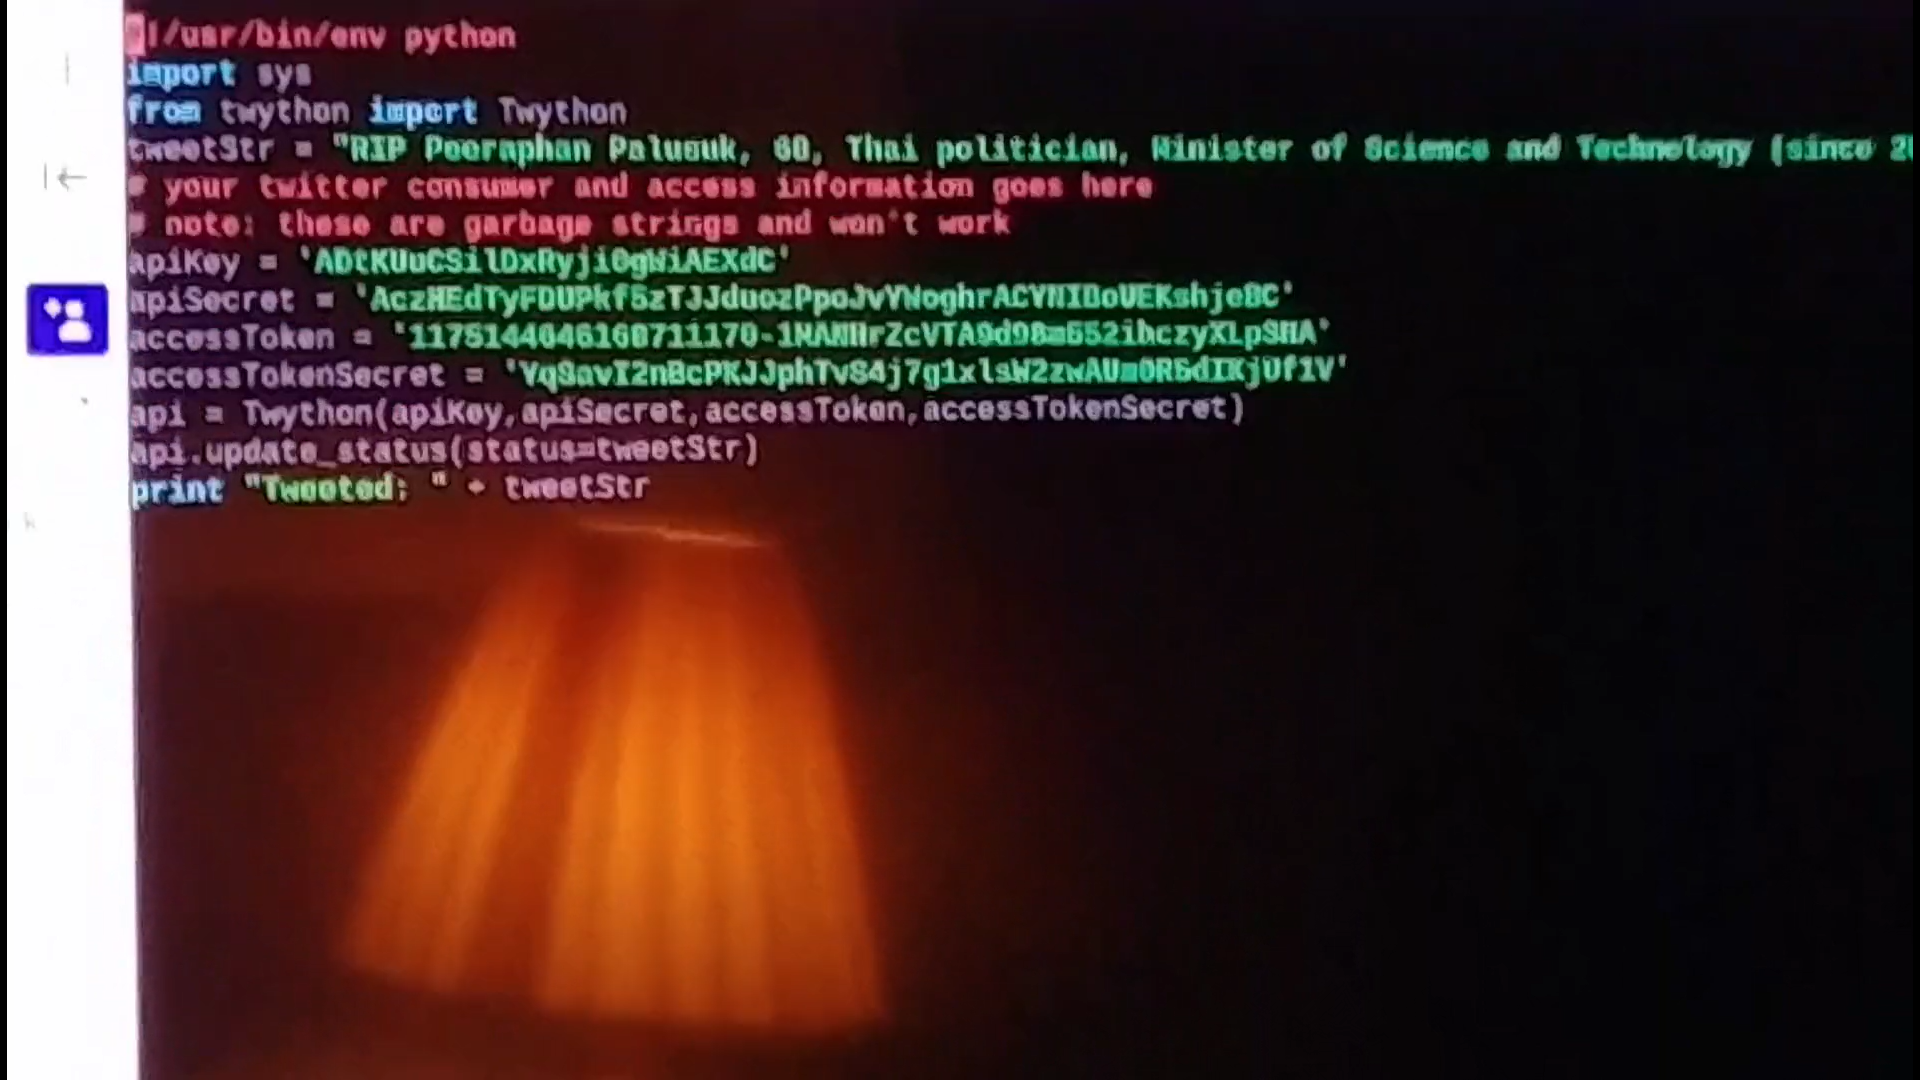 #!/usr/bin/env python
import sys
from twython import Twython
tweetStr = "RIP Peeraphan Palusuk, 60, Thai politician, Minister of Science and Technology (since
# your twitter consumer and access information goes here
# note: these are garbage strings and won't work
apiKey =
apiSecret =
accessToken =
accessTokenSecret =
api = Twython(apiKey,apiSecret,accessToken,accessTokenSecret)
api.update_status(status=tweetStr)
print "Tweeted: " + tweetStr